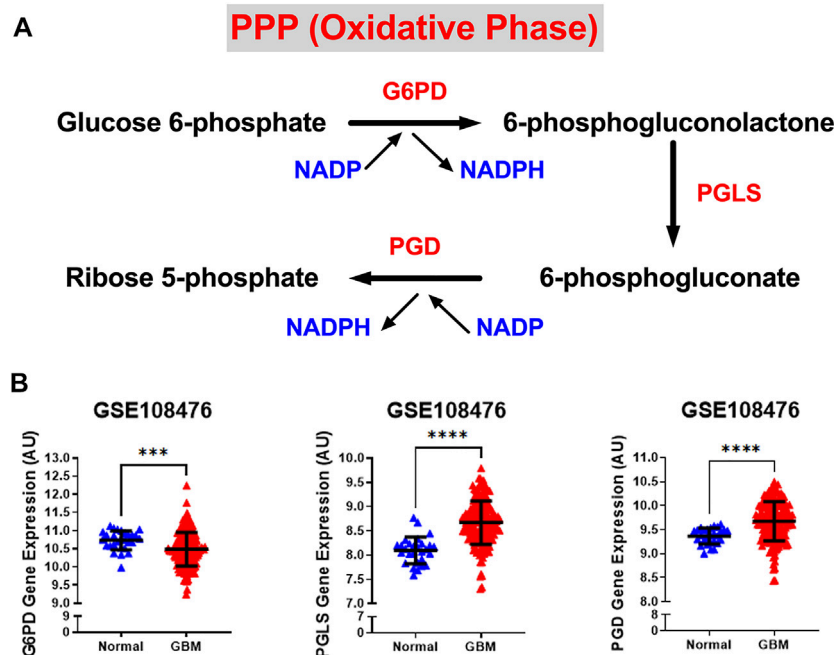 A
PPP (Oxidative Phase)
G6PD
Glucose 6-phosphate
6-phosphogluconolactone
NADP
NADPH
PGLS
PGD
Ribose 5-phosphate
6-phosphogluconate
NADPH
NADP
B
GSE108476
G6PD Gene Expression (AU)
***
13.0
12.5
12.0
11.5
11.0
10.5
10.0
9.5
9.0
9
0
Normal GBM
GSE108476
PGLS Gene Expression (AU)
****
10.0
9.5
9.0
8.5
8.0
7.5
7.0
7
0
Normal GBM
GSE108476
PGD Gene Expression (AU)
****
11.0
10.5
10.0
9.5
9.0
8.5
8.0
8
0
Normal GBM